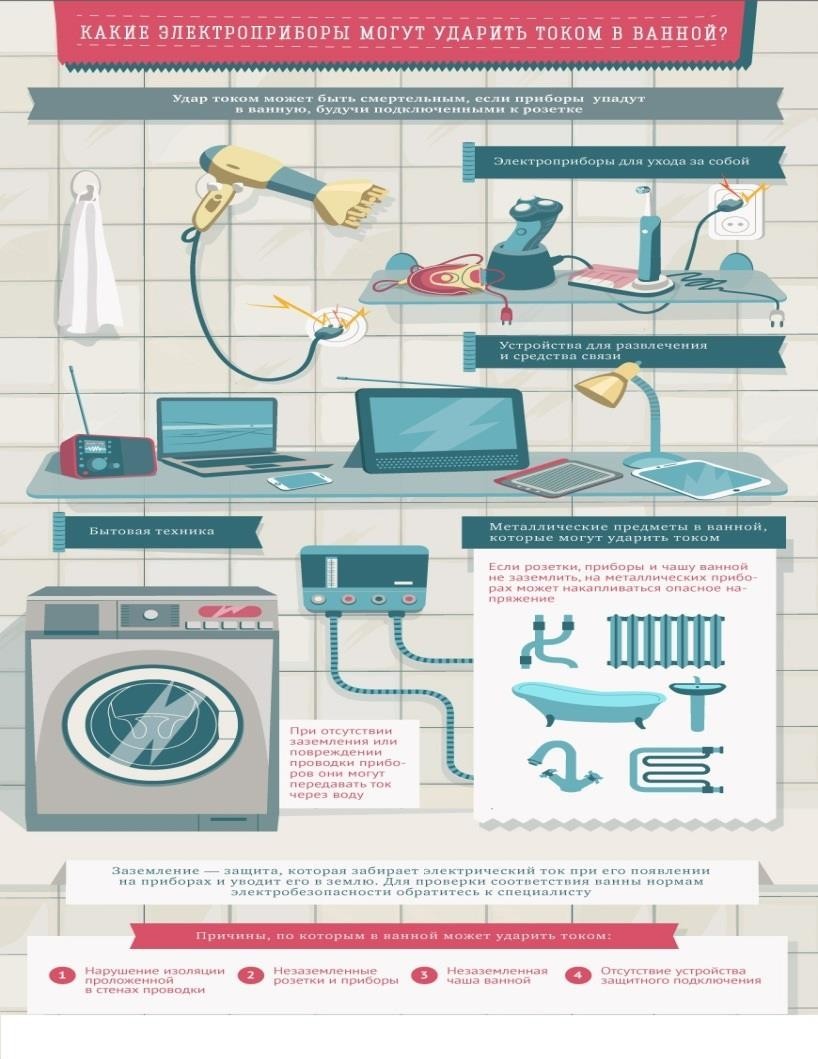 КАКИЕ ЭЛЕКТРОПРИБОРЫ МОГУТ УДАРИТЬ ТОКОМ В ВАННОЙ?
Удар током может быть смертельным, если приборы упадут
в ванную, будучи подключенными к розетке
Электроприборы для ухода за собой
Устройства для развлечения
и средства связи
Бытовая техника
Металлические предметы в ванной,
которые могут ударить током
Если розетки, приборы и чашу ванной
не заземлить, на металлических прибо-
рах может накапливаться опасное на-
пряжение
При отсутствии
заземления или
повреждении
проводки прибо-
ров они могут
передавать ток
через воду
Заземление — защита, которая забирает электрический ток при его появлении
на приборах и уводит его в землю. Для проверки соответствия ванны нормам
электробезопасности обратитесь к специалисту
Причины, по которым в ванной может ударить током:
1 Нарушение изоляции
проложенной
в стенах проводки
2 Незаземленные
розетки и приборы
3 Незаземленная
чаша ванной
4 Отсутствие устройства
защитного подключения